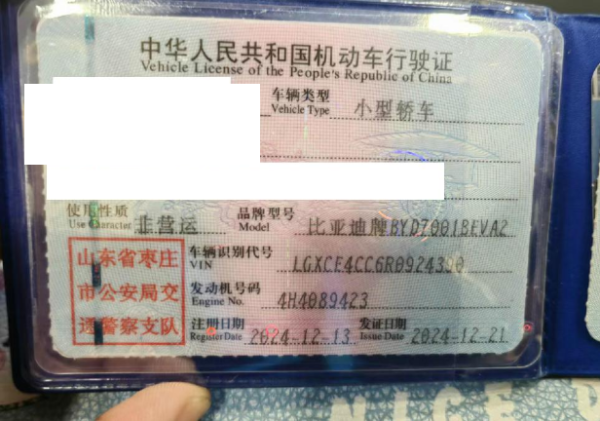 中华人民共和国机动车行驶证
Vehicle License of the People's Republic of China
车辆类型 小型轿车
Vehicle Type
使用性质 非营运 品牌型号 比亚迪牌BYD7001BEVA2
Use Character Model
山东省枣庄
市公安局交
通警察支队
车辆识别代号 LGXCE4CC6R0924390
VIN
发动机号码 4H4089423
Engine No.
注册日期 2024-12-13 发证日期 2024-12-21
Register Date Issue Date
NICE